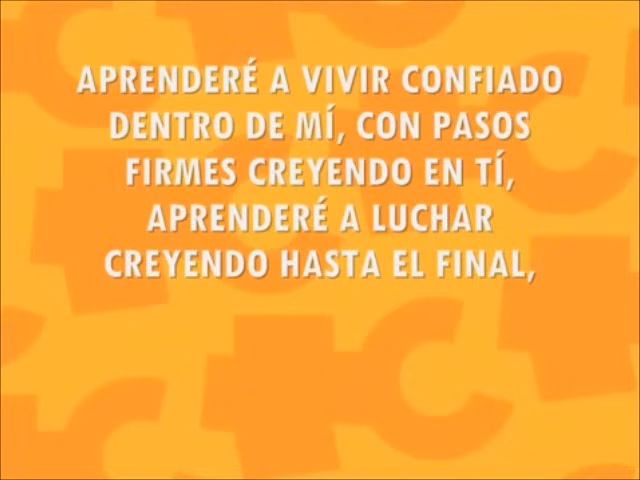 APRENDERÉ A VIVIR CONFIADO
DENTRO DE MÍ, CON PASOS
FIRMES CREYENDO EN TÍ,
APRENDERÉ A LUCHAR
CREYENDO HASTA EL FINAL,